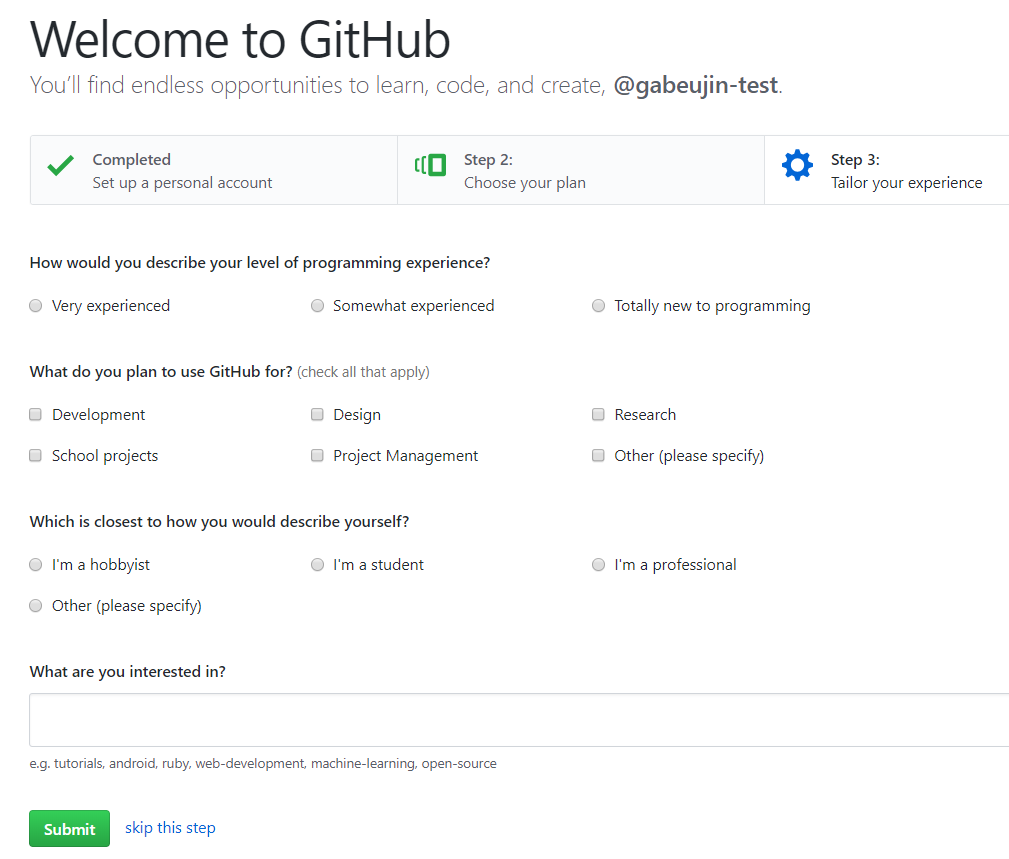 Welcome to GitHub
You'll find endless opportunities to learn, code, and create, @gabeujin-test.
Completed
Set up a personal account
Step 2:
Choose your plan
Step 3:
Tailor your experience
How would you describe your level of programming experience?
Very experienced
Somewhat experienced
Totally new to programming
What do you plan to use GitHub for? (check all that apply)
Development
Design
Research
School projects
Project Management
Other (please specify)
Which is closest to how you would describe yourself?
I'm a hobbyist
I'm a student
I'm a professional
Other (please specify)
What are you interested in?
e.g. tutorials, android, ruby, web-development, machine-learning, open-source
Submit
skip this step